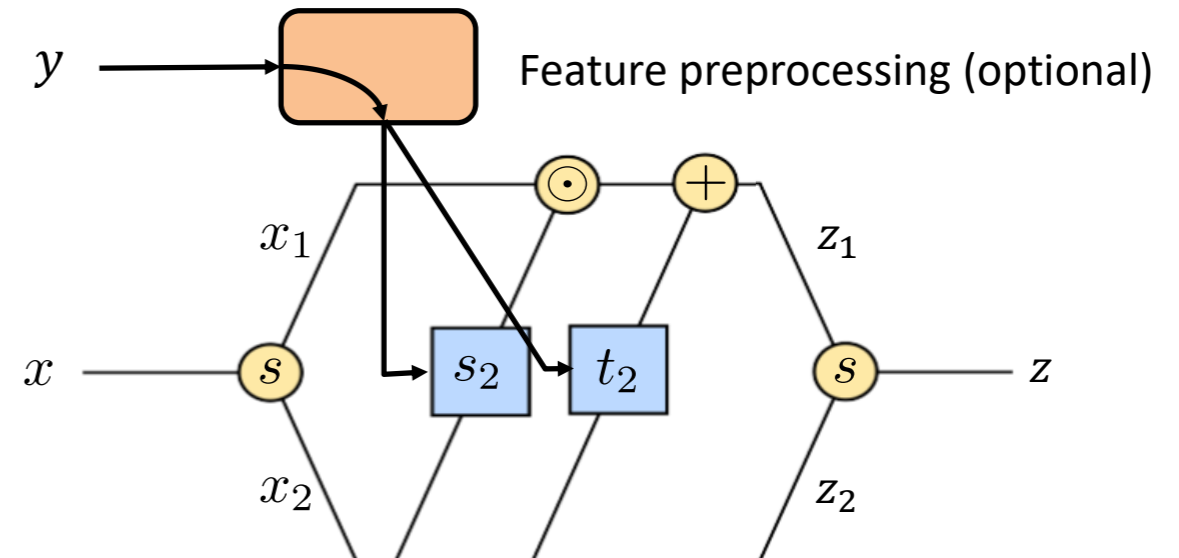 y
Feature preprocessing (optional)
⊙ +
x₁ z₁
x s s₂ t₂ s z
x₂ z₂